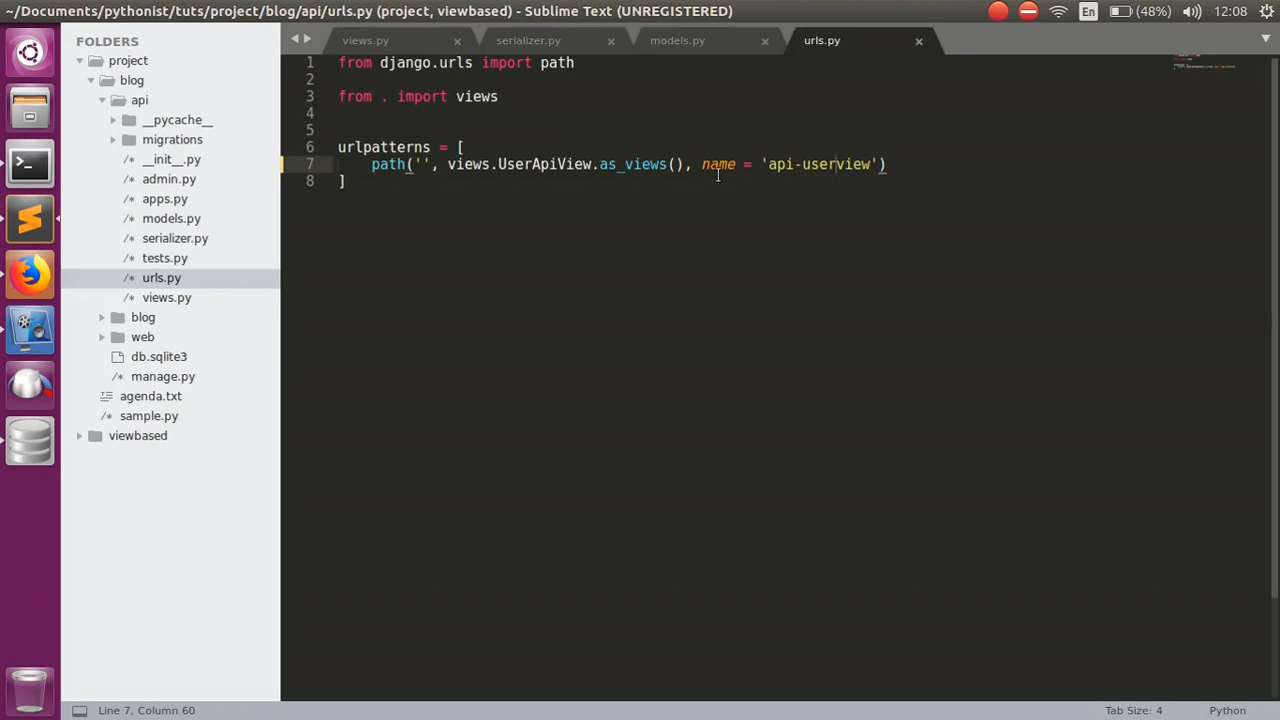 ~/Documents/pythonist/tuts/project/blog/api/urls.py (project, viewbased) - Sublime Text (UNREGISTERED)
En
(48%)
12:08
FOLDERS
project
blog
api
__pycache__
migrations
/* __init__.py
/* admin.py
/* apps.py
/* models.py
/* serializer.py
/* tests.py
/* urls.py
/* views.py
blog
web
db.sqlite3
/* manage.py
agenda.txt
/* sample.py
viewbased
views.py
serializer.py
models.py
urls.py
1 from django.urls import path
2
3 from . import views
4
5
6 urlpatterns = [
7 path('', views.UserApiView.as_views(), name = 'api-userview')
8 ]
Line 7, Column 60
Tab Size: 4
Python